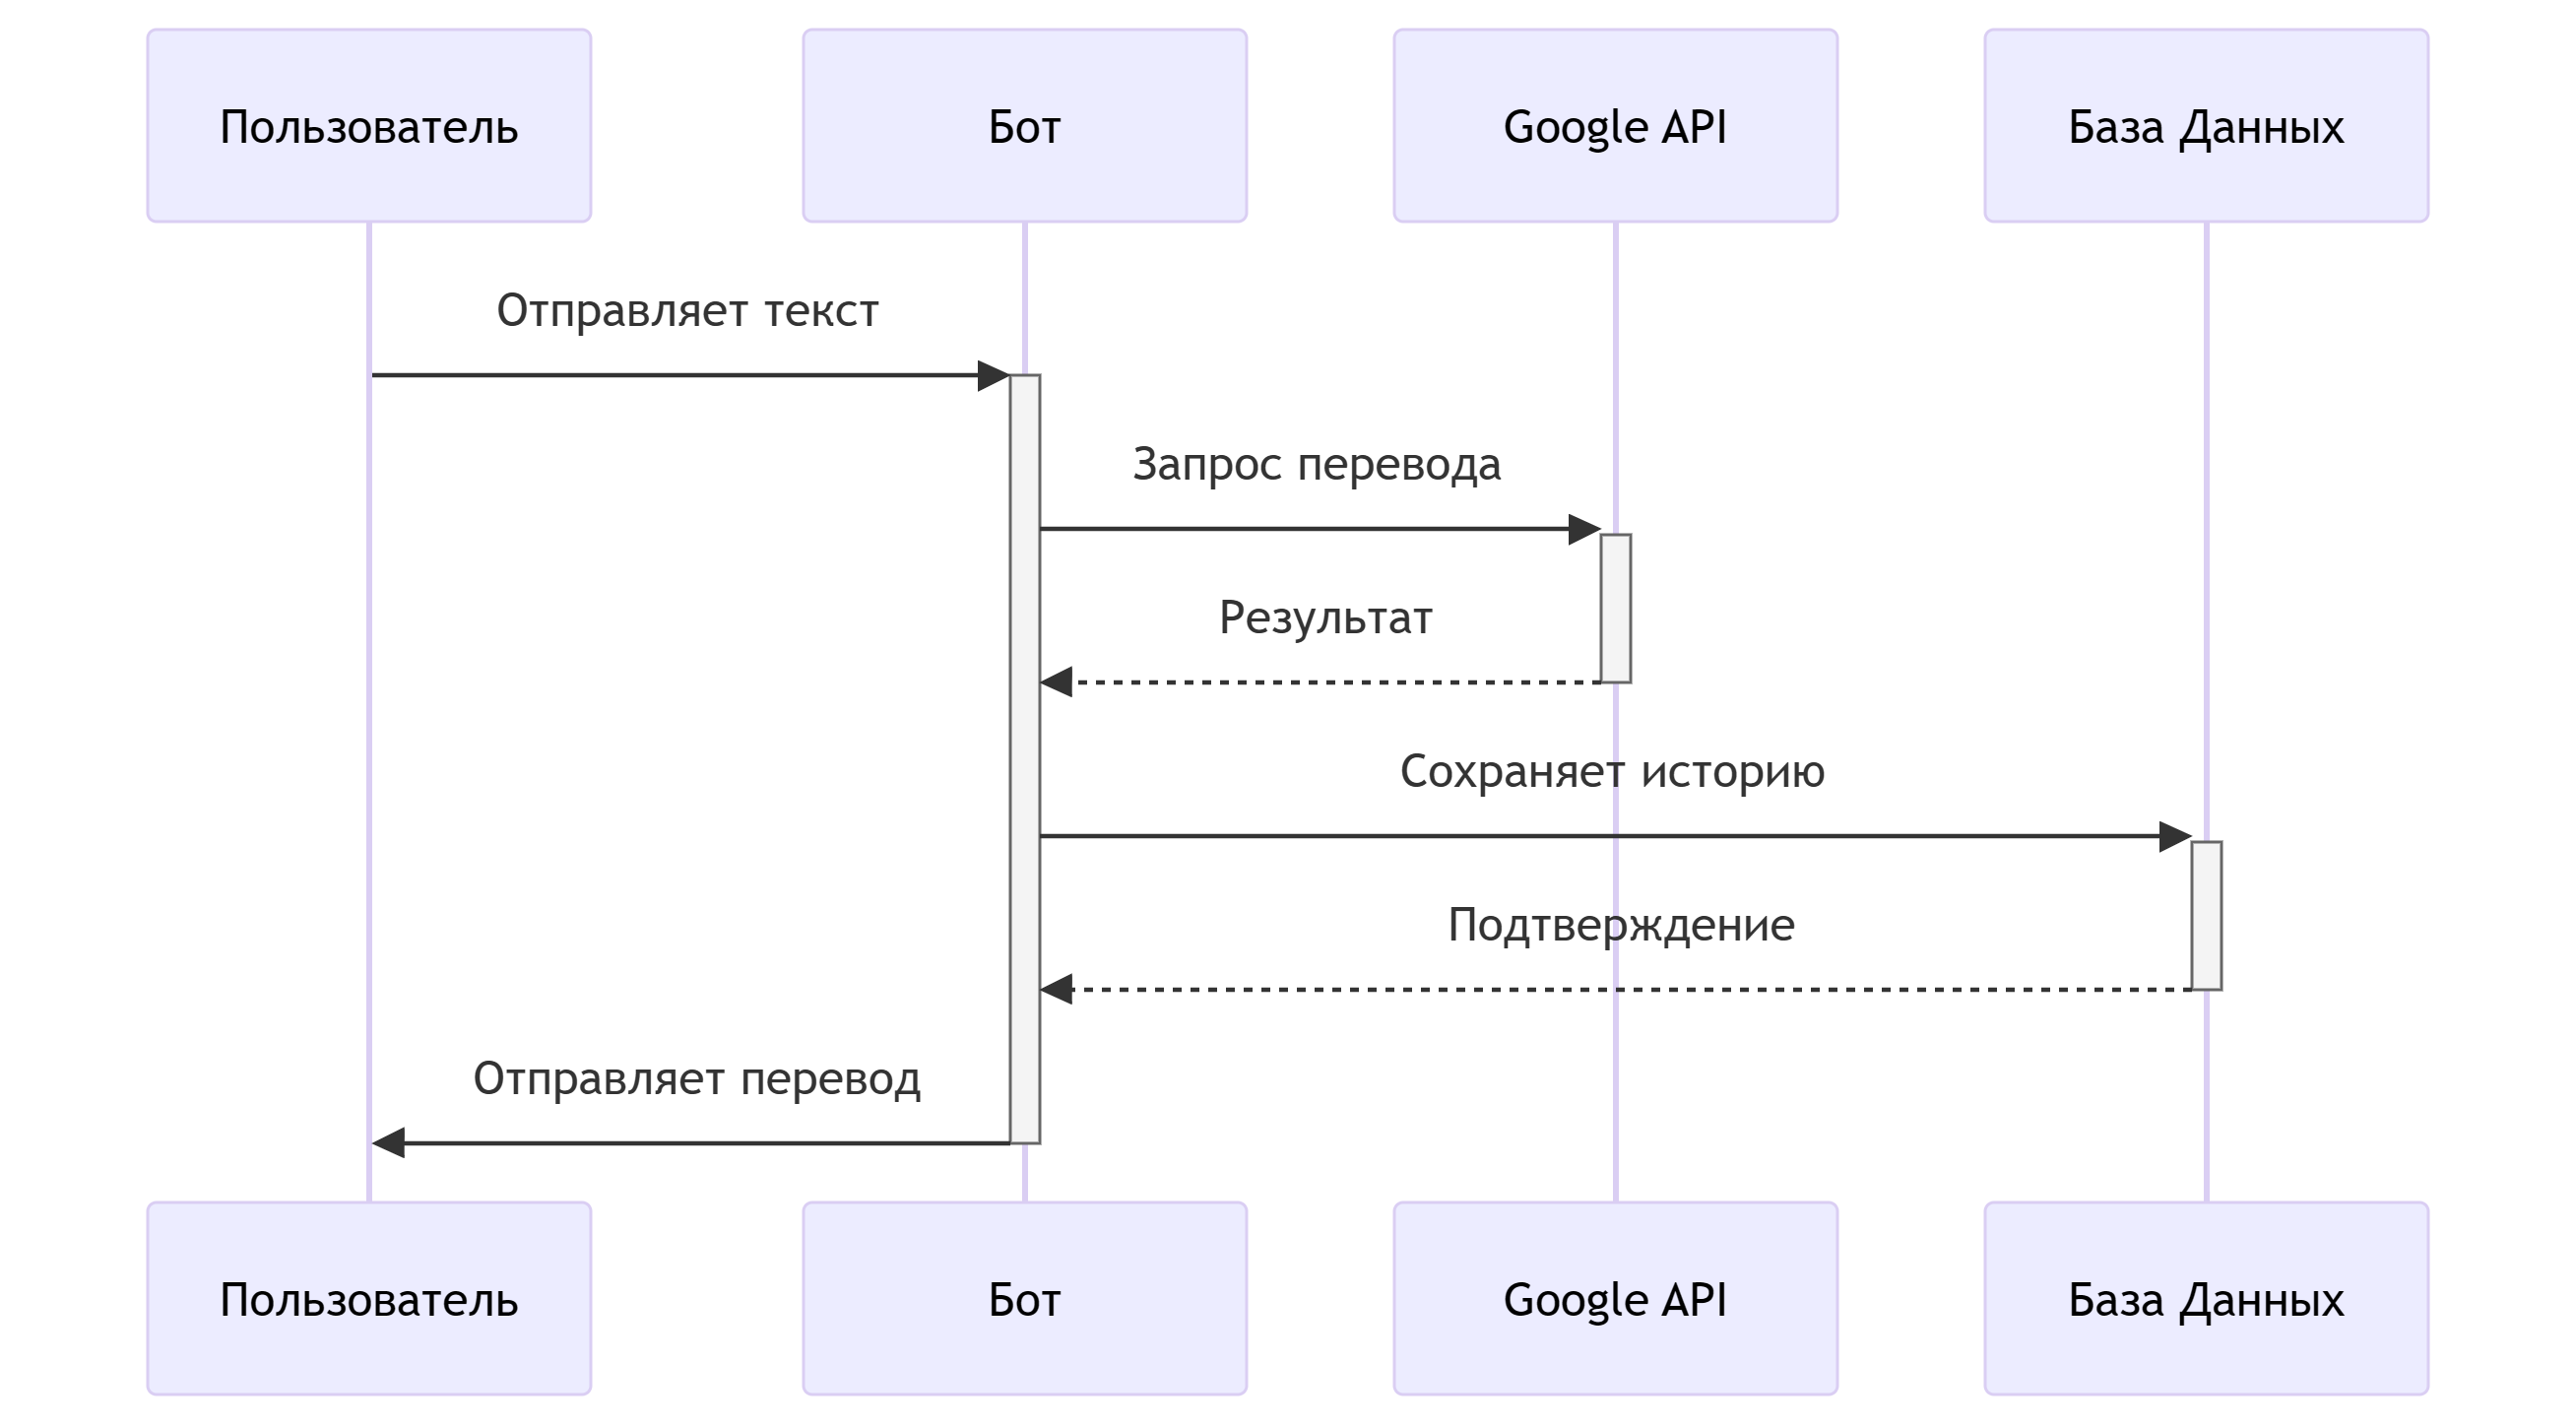 Пользователь
Бот
Google API
База Данных
Отправляет текст
Запрос перевода
Результат
Сохраняет историю
Подтверждение
Отправляет перевод
Пользователь
Бот
Google API
База Данных